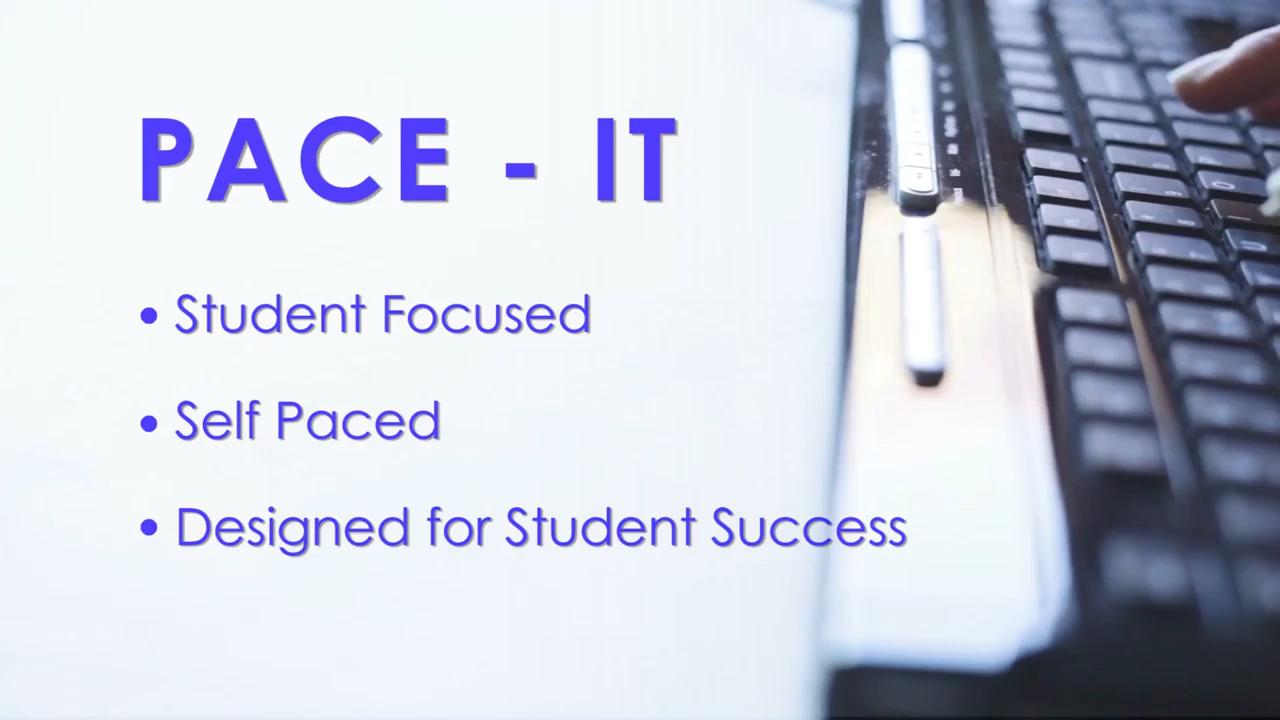 PACE - IT
• Student Focused
• Self Paced
• Designed for Student Success